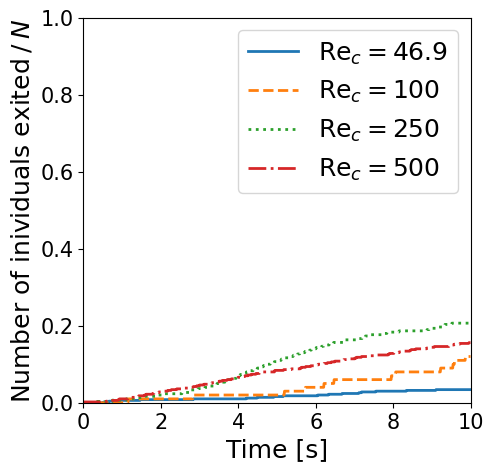 Number of inividuals exited / N
1.0
0.8
0.6
0.4
0.2
0.0
Re_c = 46.9
Re_c = 100
Re_c = 250
Re_c = 500
0 2 4 6 8 10
Time [s]